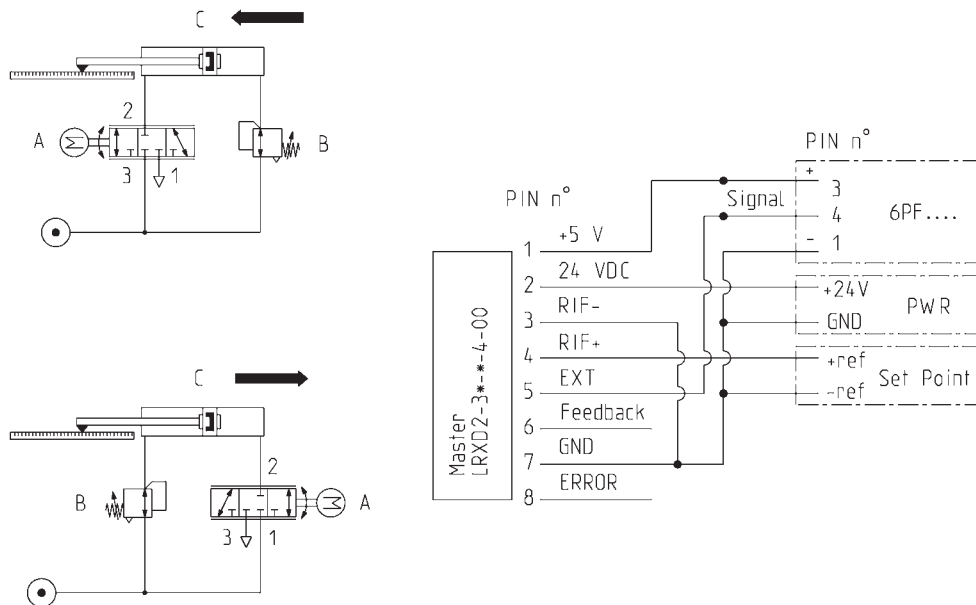 C
2
A
B
3
1
C
2
B
A
3
1
PIN n°
PIN n°
Master
LRXD2-3*-*-4-00
1 +5 V
2 24 VDC
3 RIF-
4 RIF+
5 EXT
6 Feedback
7 GND
8 ERROR
Signal
+
3
4
- 1
6PF....
+24V
PWR
GND
+ref
Set Point
-ref
M
M